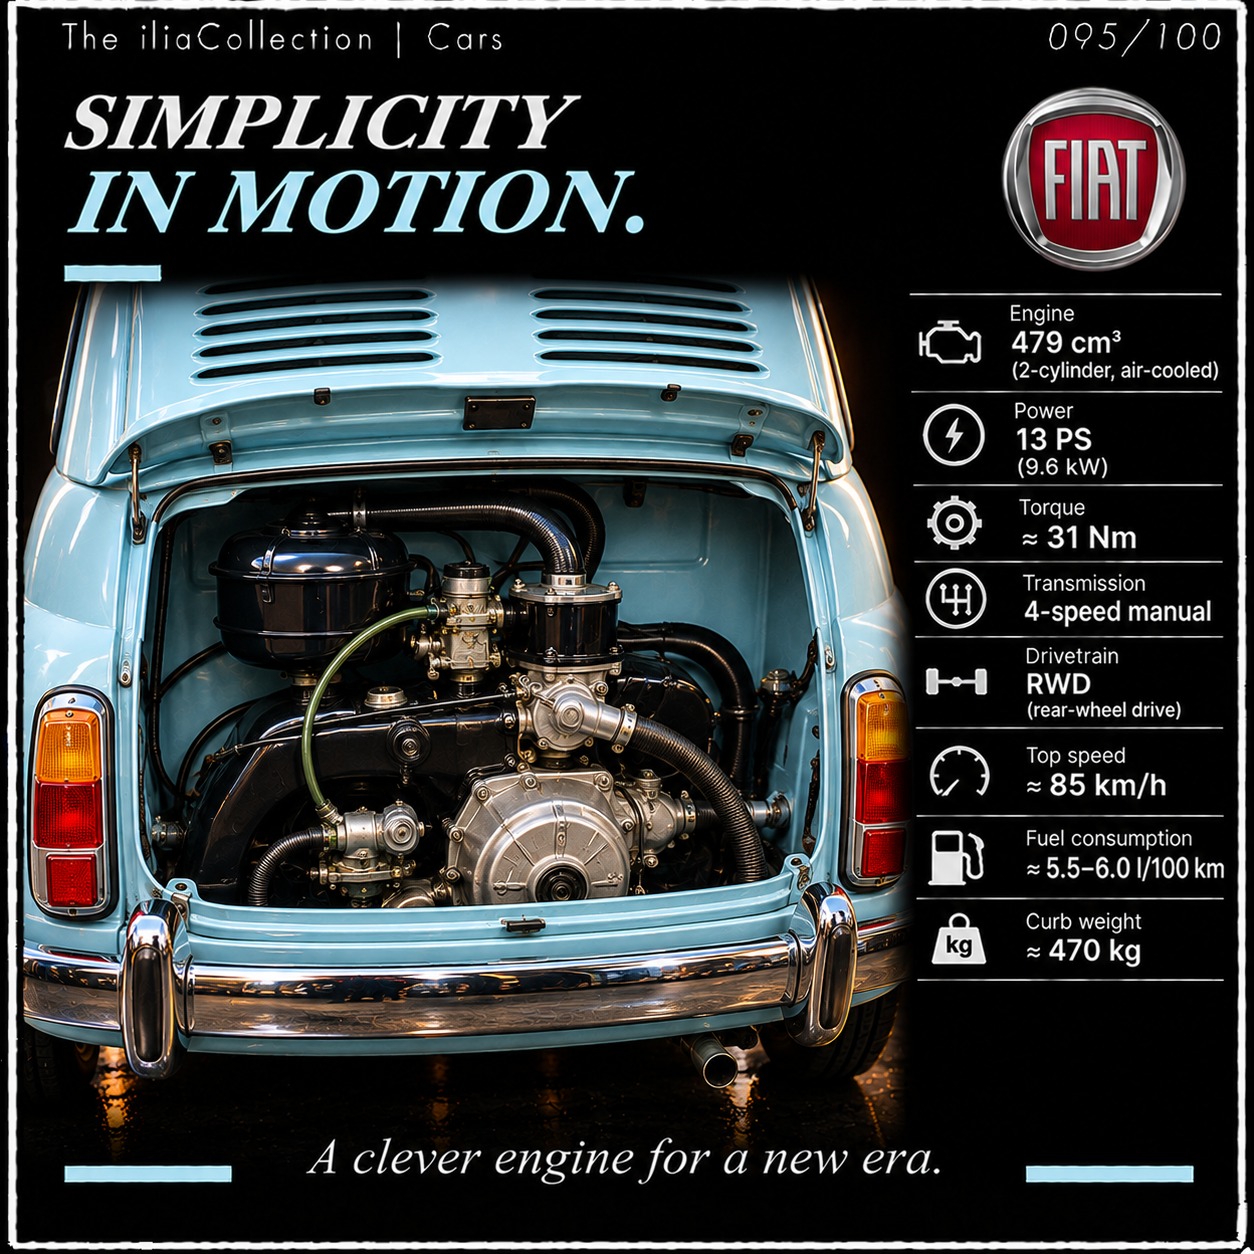 The iliaCollection | Cars
095/100
SIMPLICITY
IN MOTION.
FIAT
Engine
479 cm³
(2-cylinder, air-cooled)
Power
13 PS
(9.6 kW)
Torque
≈ 31 Nm
Transmission
4-speed manual
Drivetrain
RWD
(rear-wheel drive)
Top speed
≈ 85 km/h
Fuel consumption
≈ 5.5–6.0 l/100 km
kg
Curb weight
≈ 470 kg
A clever engine for a new era.